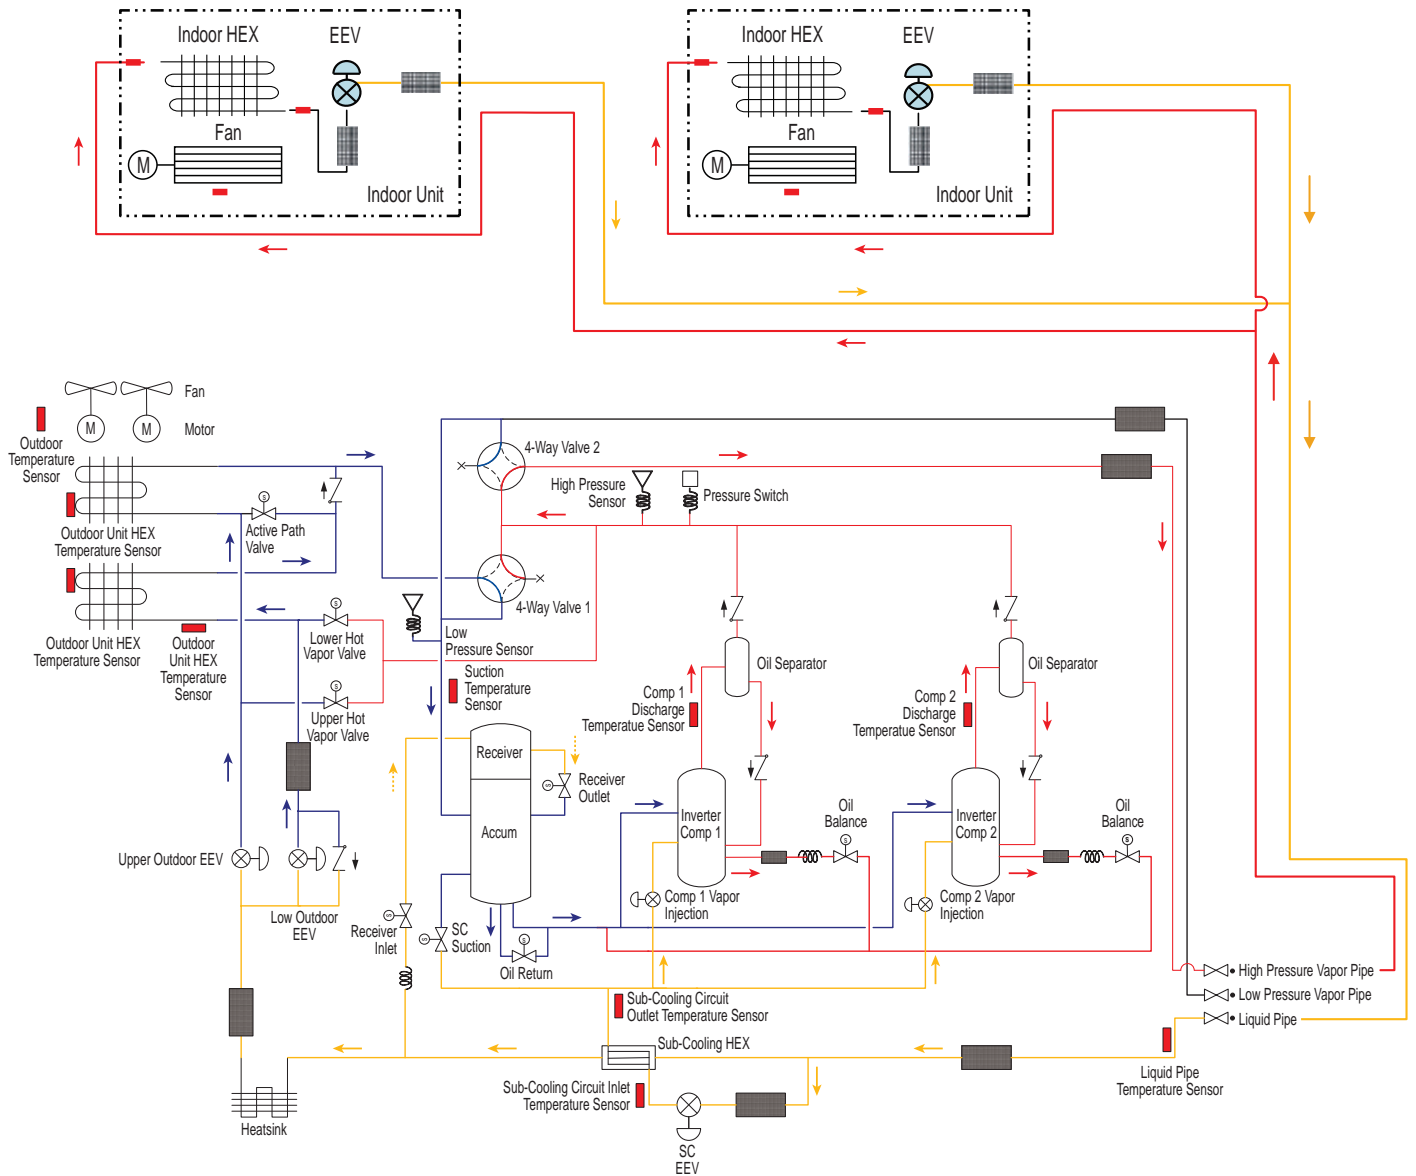 Indoor HEX
EEV
Fan
M
Indoor Unit
Indoor HEX
EEV
Fan
M
Indoor Unit
Fan
M
M
Motor
Outdoor
Temperature
Sensor
4-Way Valve 2
High Pressure
Sensor
Pressure Switch
S
Active Path
Valve
Outdoor Unit HEX
Temperature Sensor
4-Way Valve 1
S
Lower Hot
Vapor Valve
Low
Pressure Sensor
Outdoor Unit HEX
Temperature Sensor
Outdoor
Unit HEX
Temperature
Sensor
Suction
Temperature
Sensor
S
Upper Hot
Vapor Valve
Oil Separator
Oil Separator
Comp 1
Discharge
Temperatue Sensor
Comp 2
Discharge
Temperatue Sensor
Receiver
S
Receiver
Outlet
Accum
Inverter
Comp 1
Oil
Balance
S
Inverter
Comp 2
Oil
Balance
S
Upper Outdoor EEV
Low Outdoor
EEV
S
Receiver
Inlet
S
SC
Suction
S
Oil Return
Comp 1 Vapor
Injection
Comp 2 Vapor
Injection
High Pressure Vapor Pipe
Low Pressure Vapor Pipe
Liquid Pipe
Sub-Cooling Circuit
Outlet Temperature Sensor
Sub-Cooling HEX
Sub-Cooling Circuit Inlet
Temperature Sensor
Liquid Pipe
Temperature Sensor
Heatsink
SC
EEV